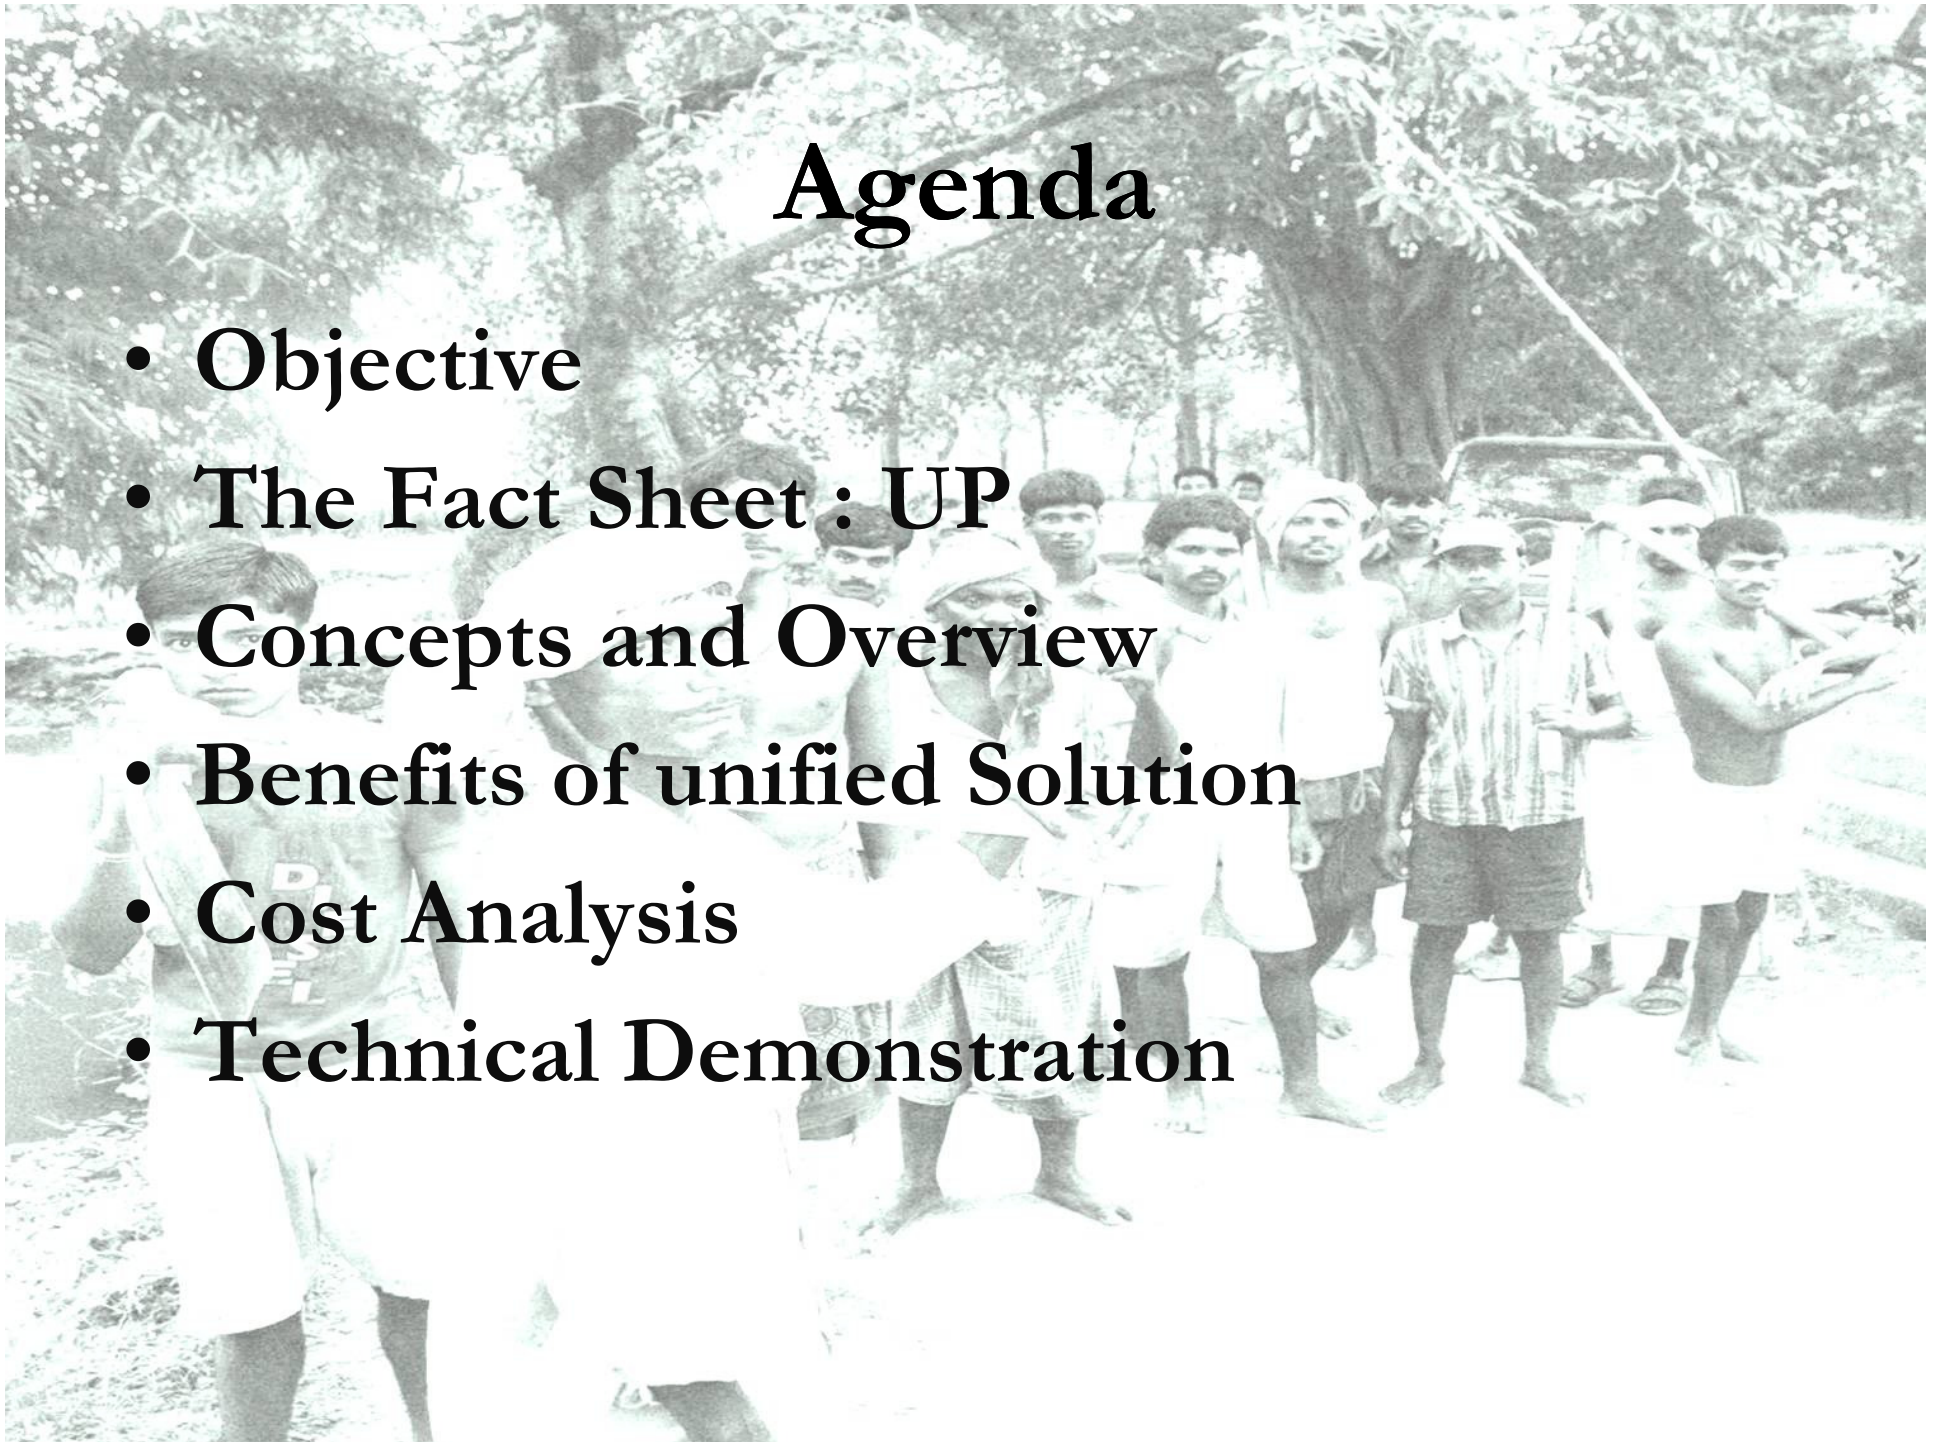 Agenda
• Objective
• The Fact Sheet : UP
• Concepts and Overview
• Benefits of unified Solution
• Cost Analysis
• Technical Demonstration